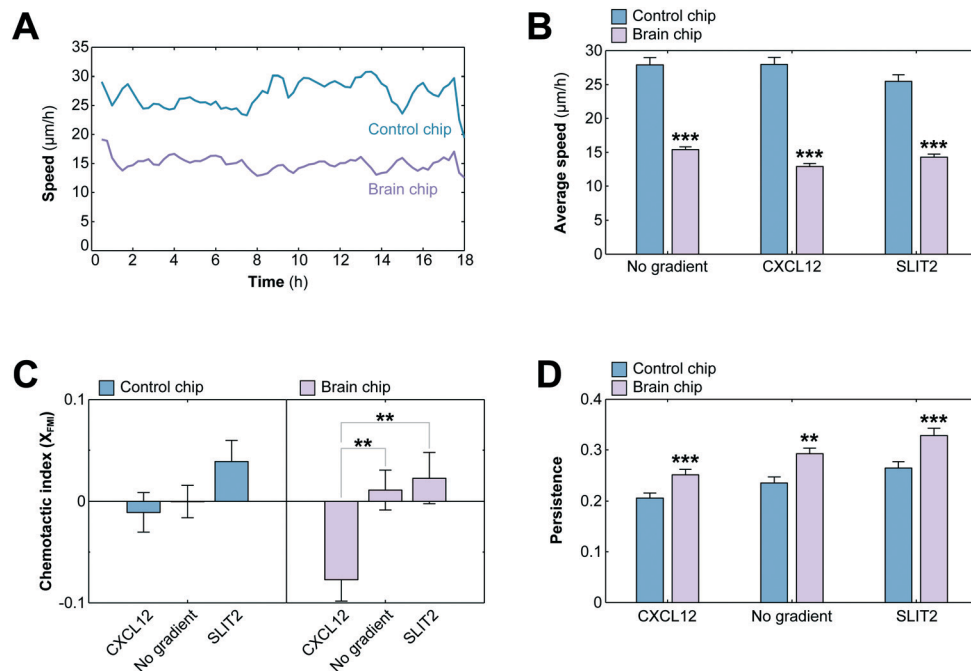 A
Speed (µm/h)
35
30
25
20
15
10
5
0
Control chip
Brain chip
0 2 4 6 8 10 12 14 16 18
Time (h)
B
Control chip
Brain chip
Average speed (µm/h)
30
25
20
15
10
5
0
*** *** ***
No gradient CXCL12 SLIT2
C
Control chip Brain chip
Chemotactic index (XFMI)
0.1
0
-0.1
**
**
CXCL12 No gradient SLIT2 CXCL12 No gradient SLIT2
D
Control chip
Brain chip
Persistence
0.4
0.3
0.2
0.1
0
*** ** ***
CXCL12 No gradient SLIT2